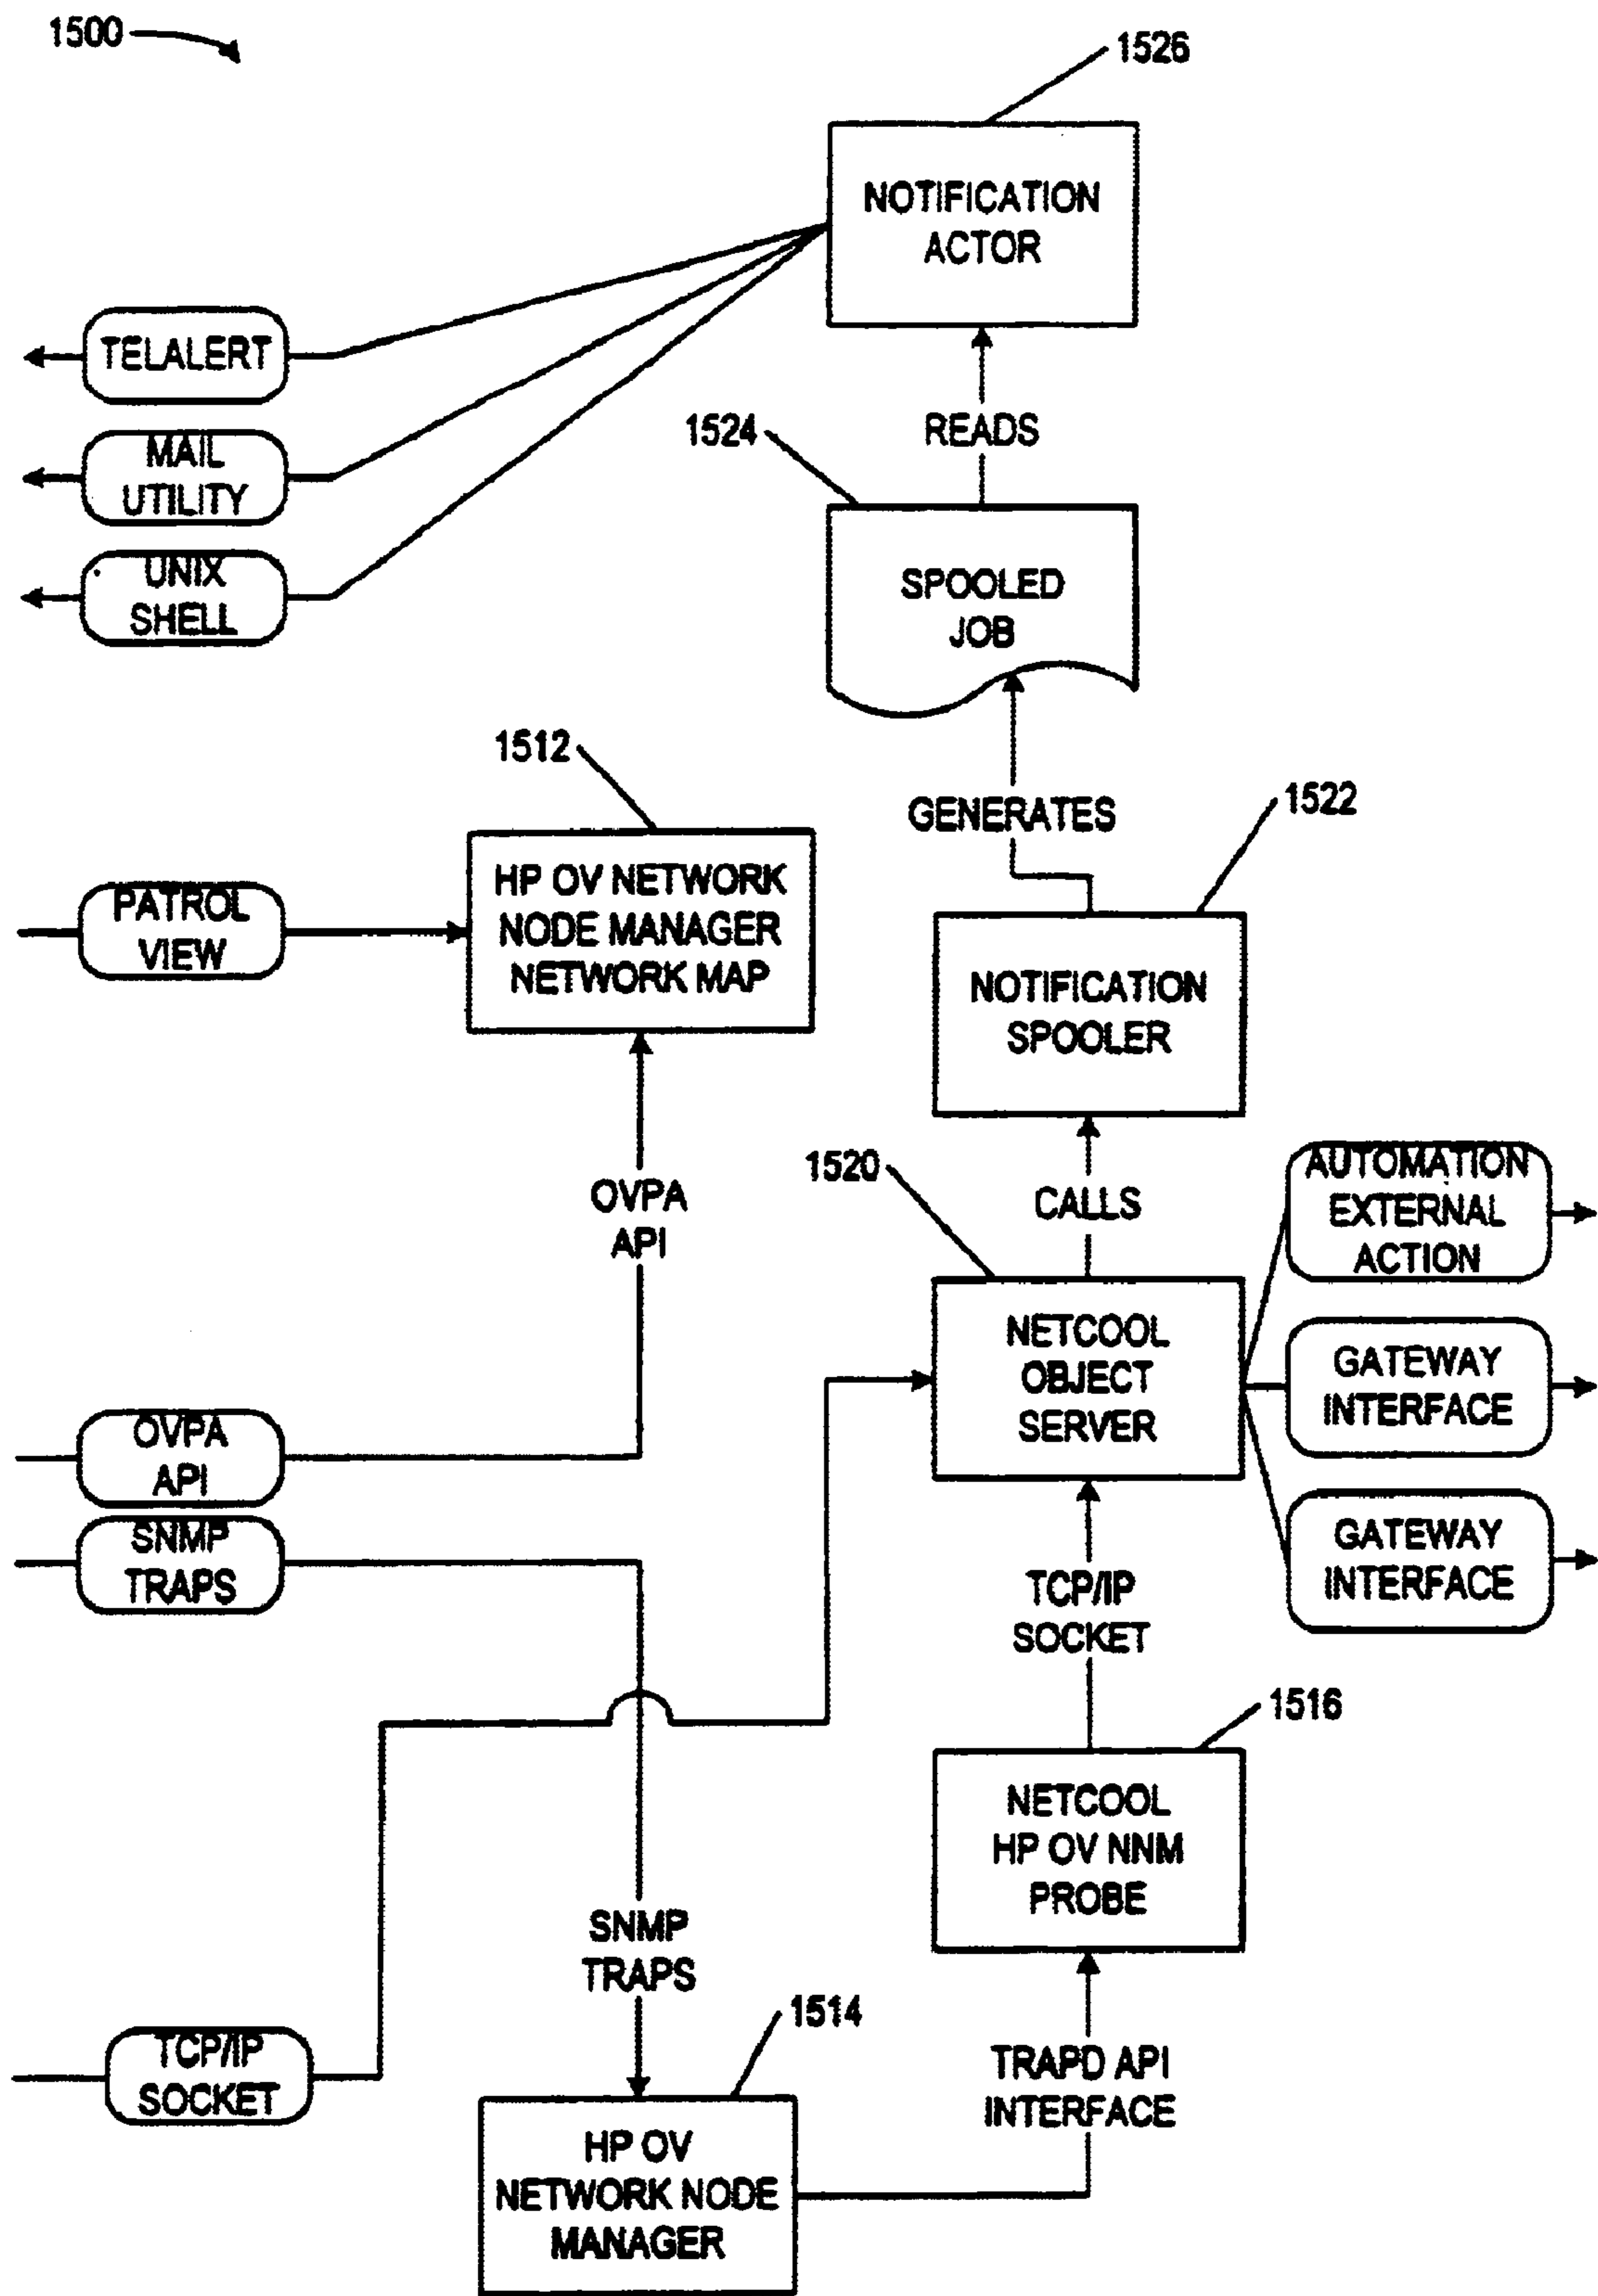 1500
1526
NOTIFICATION
ACTOR
TELALERT
MAIL
UTILITY
UNIX
SHELL
1524
READS
SPOOLED
JOB
1512
GENERATES
1522
PATROL
VIEW
HP OV NETWORK
NODE MANAGER
NETWORK MAP
NOTIFICATION
SPOOLER
OVPA
API
1520
CALLS
AUTOMATION
EXTERNAL
ACTION
NETCOOL
OBJECT
SERVER
GATEWAY
INTERFACE
GATEWAY
INTERFACE
OVPA
API
SNMP
TRAPS
TCP/IP
SOCKET
1516
NETCOOL
HP OV NNM
PROBE
SNMP
TRAPS
1514
TCP/IP
SOCKET
TRAPD API
INTERFACE
HP OV
NETWORK NODE
MANAGER